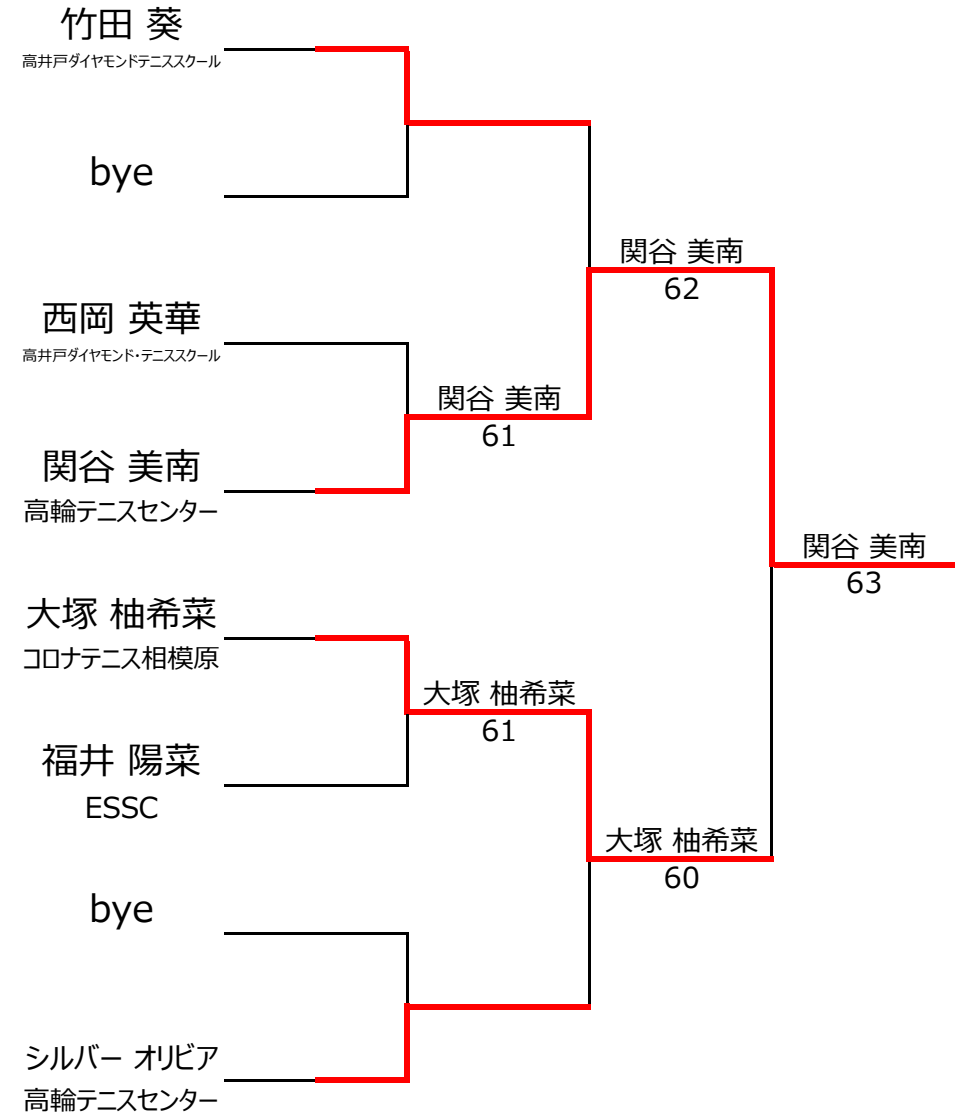 竹田 葵
高井戸ダイヤモンドテニススクール
bye
西岡 英華
高井戸ダイヤモンド・テニススクール
関谷 美南
高輪テニスセンター
大塚 柚希菜
コロナテニス相模原
福井 陽菜
ESSC
bye
シルバー オリビア
高輪テニスセンター
関谷 美南
61
大塚 柚希菜
61
関谷 美南
62
大塚 柚希菜
60
関谷 美南
63